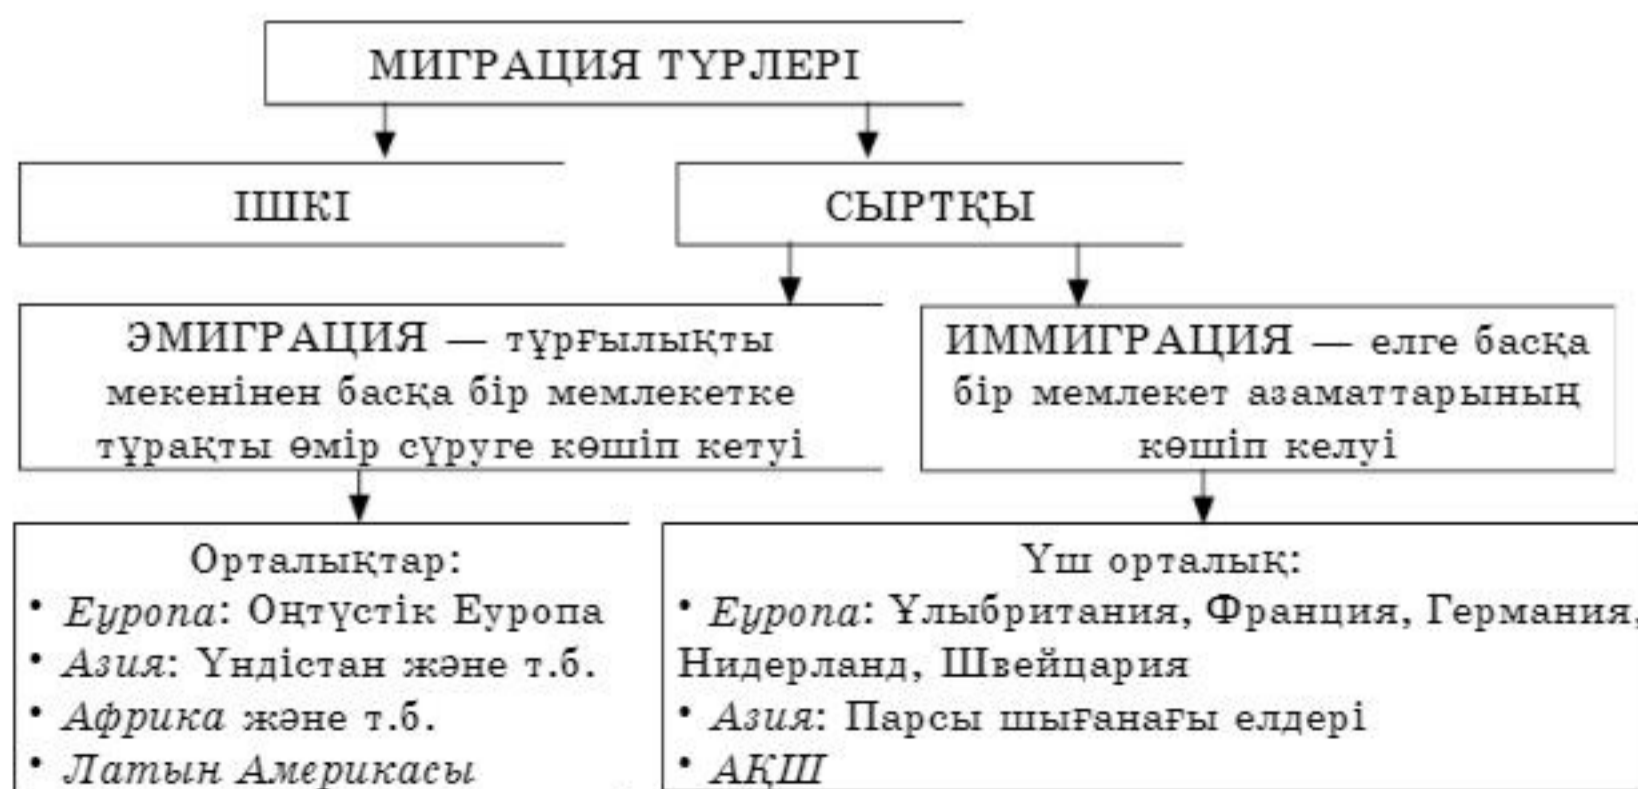 МИГРАЦИЯ ТҮРЛЕРІ
ІШКІ
СЫРТҚЫ
ЭМИГРАЦИЯ — тұрғылықты
мекенінен басқа бір мемлекетке
тұрақты өмір сүруге көшіп кетуі
ИММИГРАЦИЯ — елге басқа
бір мемлекет азаматтарының
көшіп келуі
Орталықтар:
• Еуропа: Оңтүстік Еуропа
• Азия: Үндістан және т.б.
• Африка және т.б.
• Латын Америкасы
Үш орталық:
• Еуропа: Ұлыбритания, Франция, Германия,
Нидерланд, Швейцария
• Азия: Парсы шығанағы елдері
• АҚШ